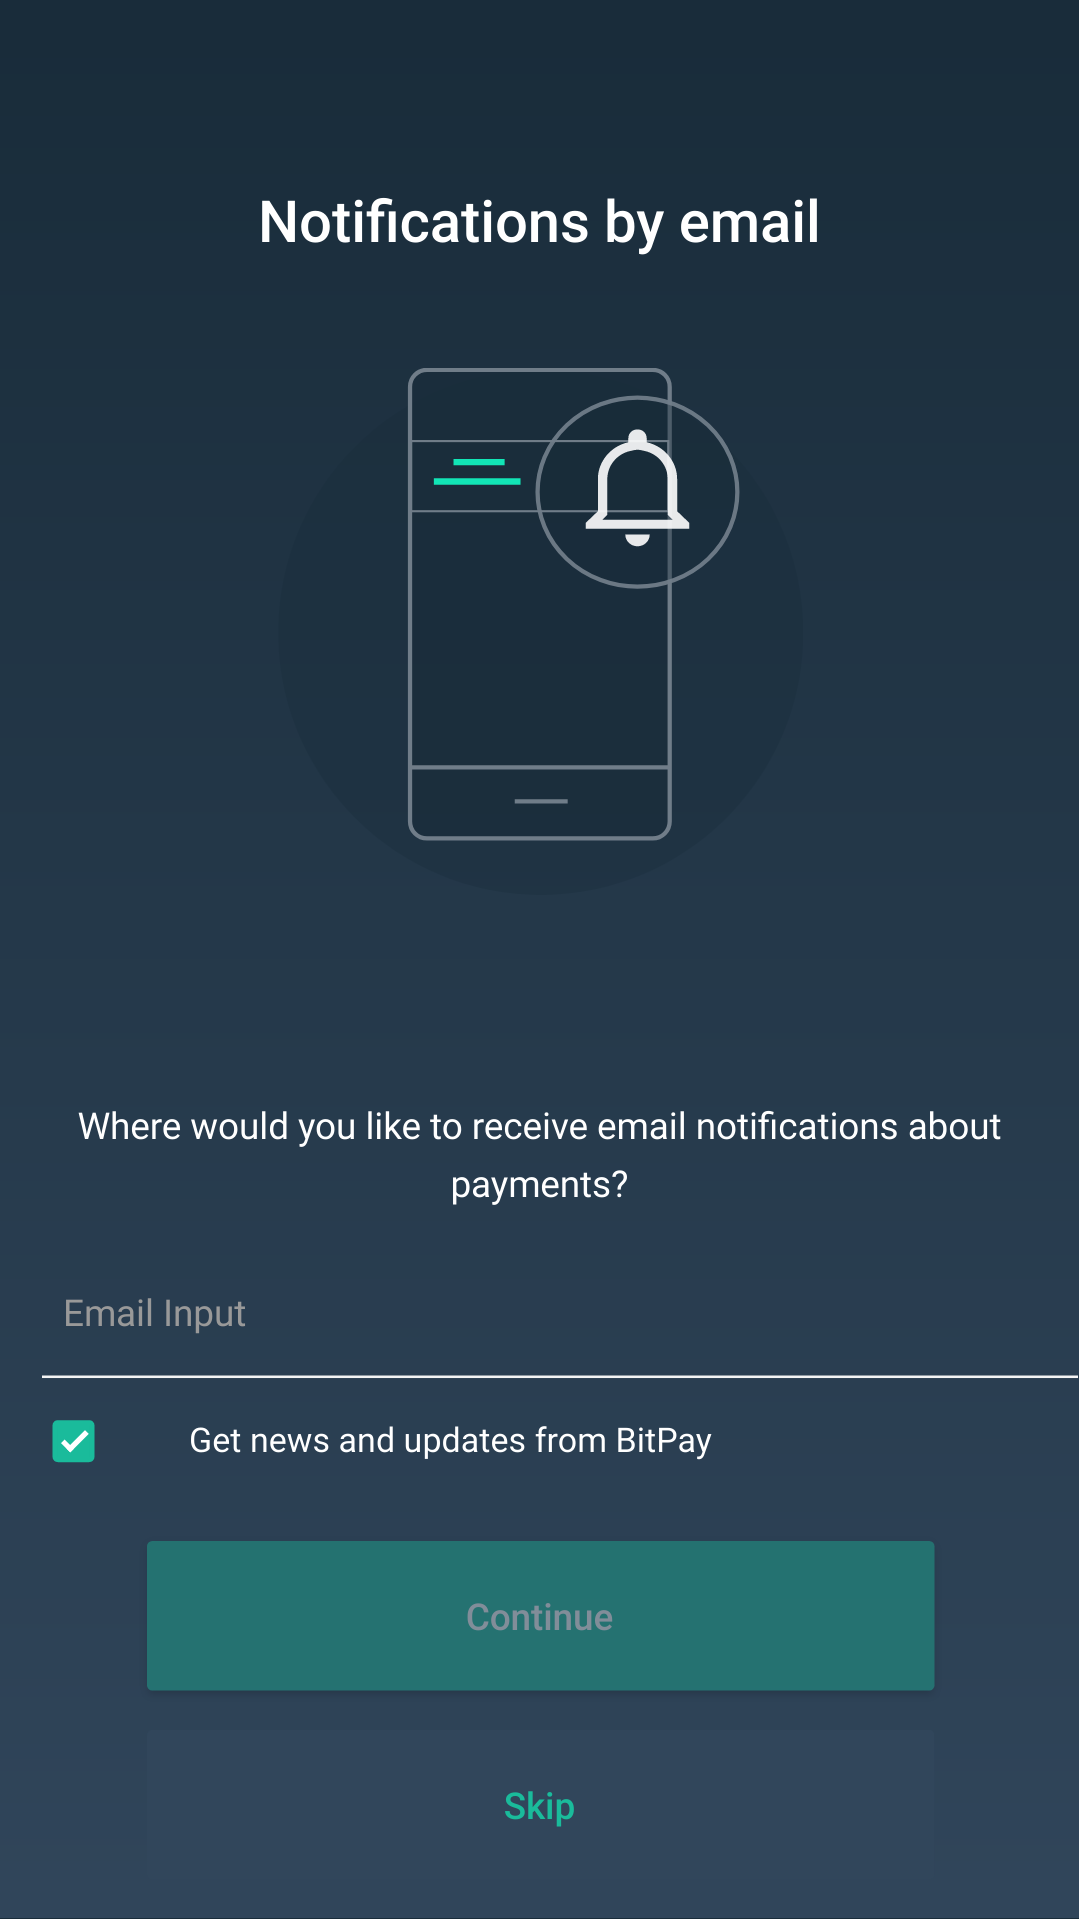 Notifications by email
Where would you like to receive email notifications about
payments?
Email Input
Get news and updates from BitPay
Continue
Skip